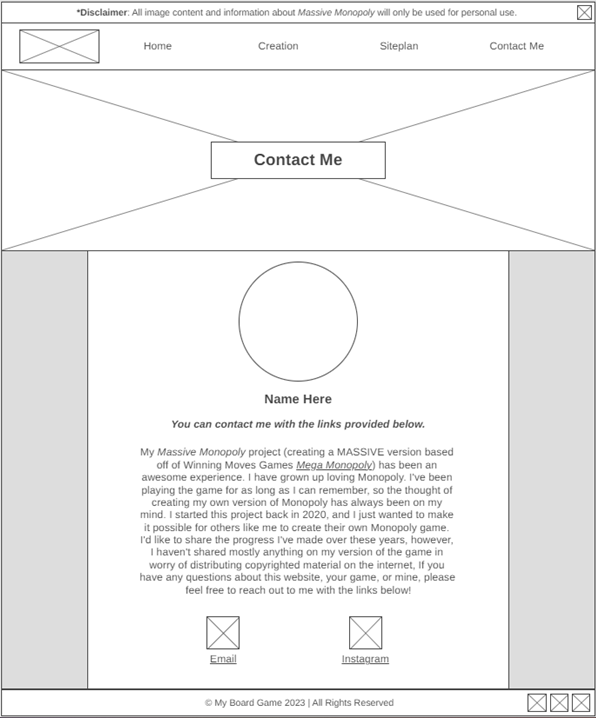 *Disclaimer: All image content and information about Massive Monopoly will only be used for personal use.
Home Creation Siteplan Contact Me
Contact Me
Name Here
You can contact me with the links provided below.
My Massive Monopoly project (creating a MASSIVE version based
off of Winning Moves Games Mega Monopoly) has been an
awesome experience. I have grown up loving Monopoly. I've been
playing the game for as long as I can remember, so the thought of
creating my own version of Monopoly has always been on my
mind. I started this project back in 2020, and I just wanted to make
it possible for others like me to create their own Monopoly game.
I'd like to share the progress I've made over these years, however,
I haven't shared mostly anything on my version of the game in
worry of distributing copyrighted material on the internet, If you
have any questions about this website, your game, or mine, please
feel free to reach out to me with the links below!
Email Instagram
© My Board Game 2023 | All Rights Reserved